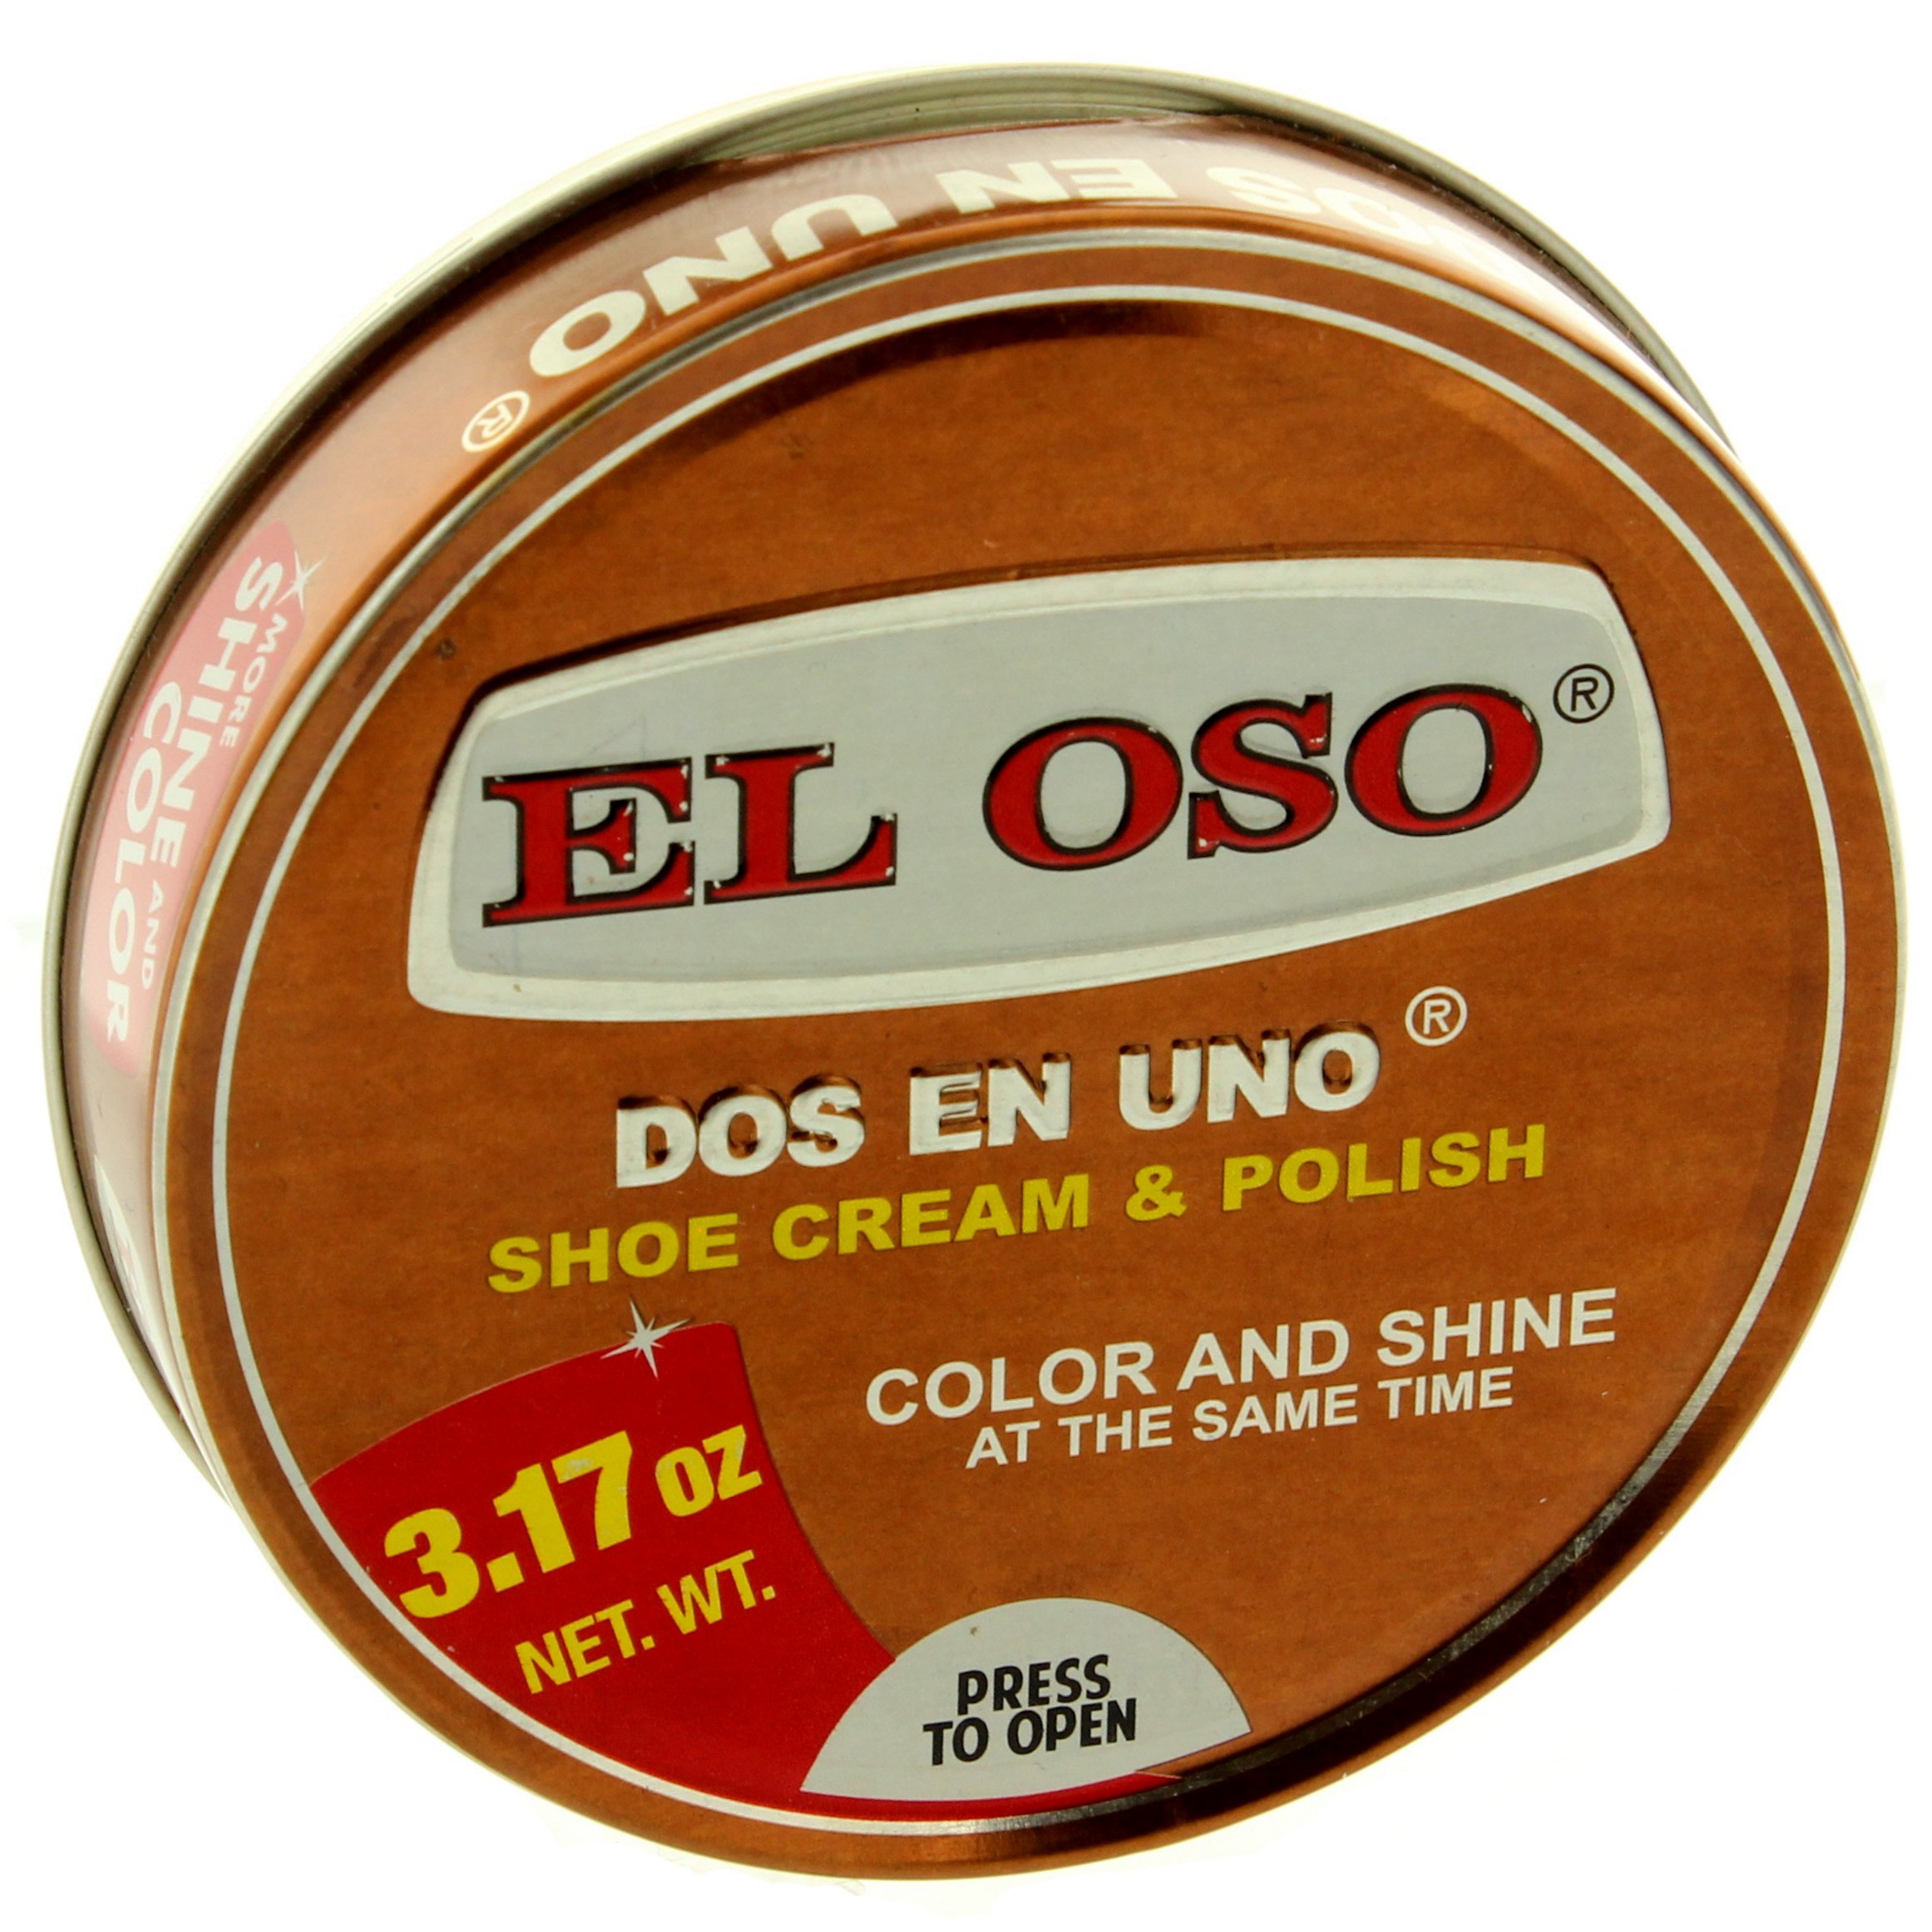 EN UNO®
MORE
SHINE AND
COLOR
EL OSO®
DOS EN UNO®
SHOE CREAM & POLISH
COLOR AND SHINE
AT THE SAME TIME
3.17 OZ
NET. WT.
PRESS
TO OPEN